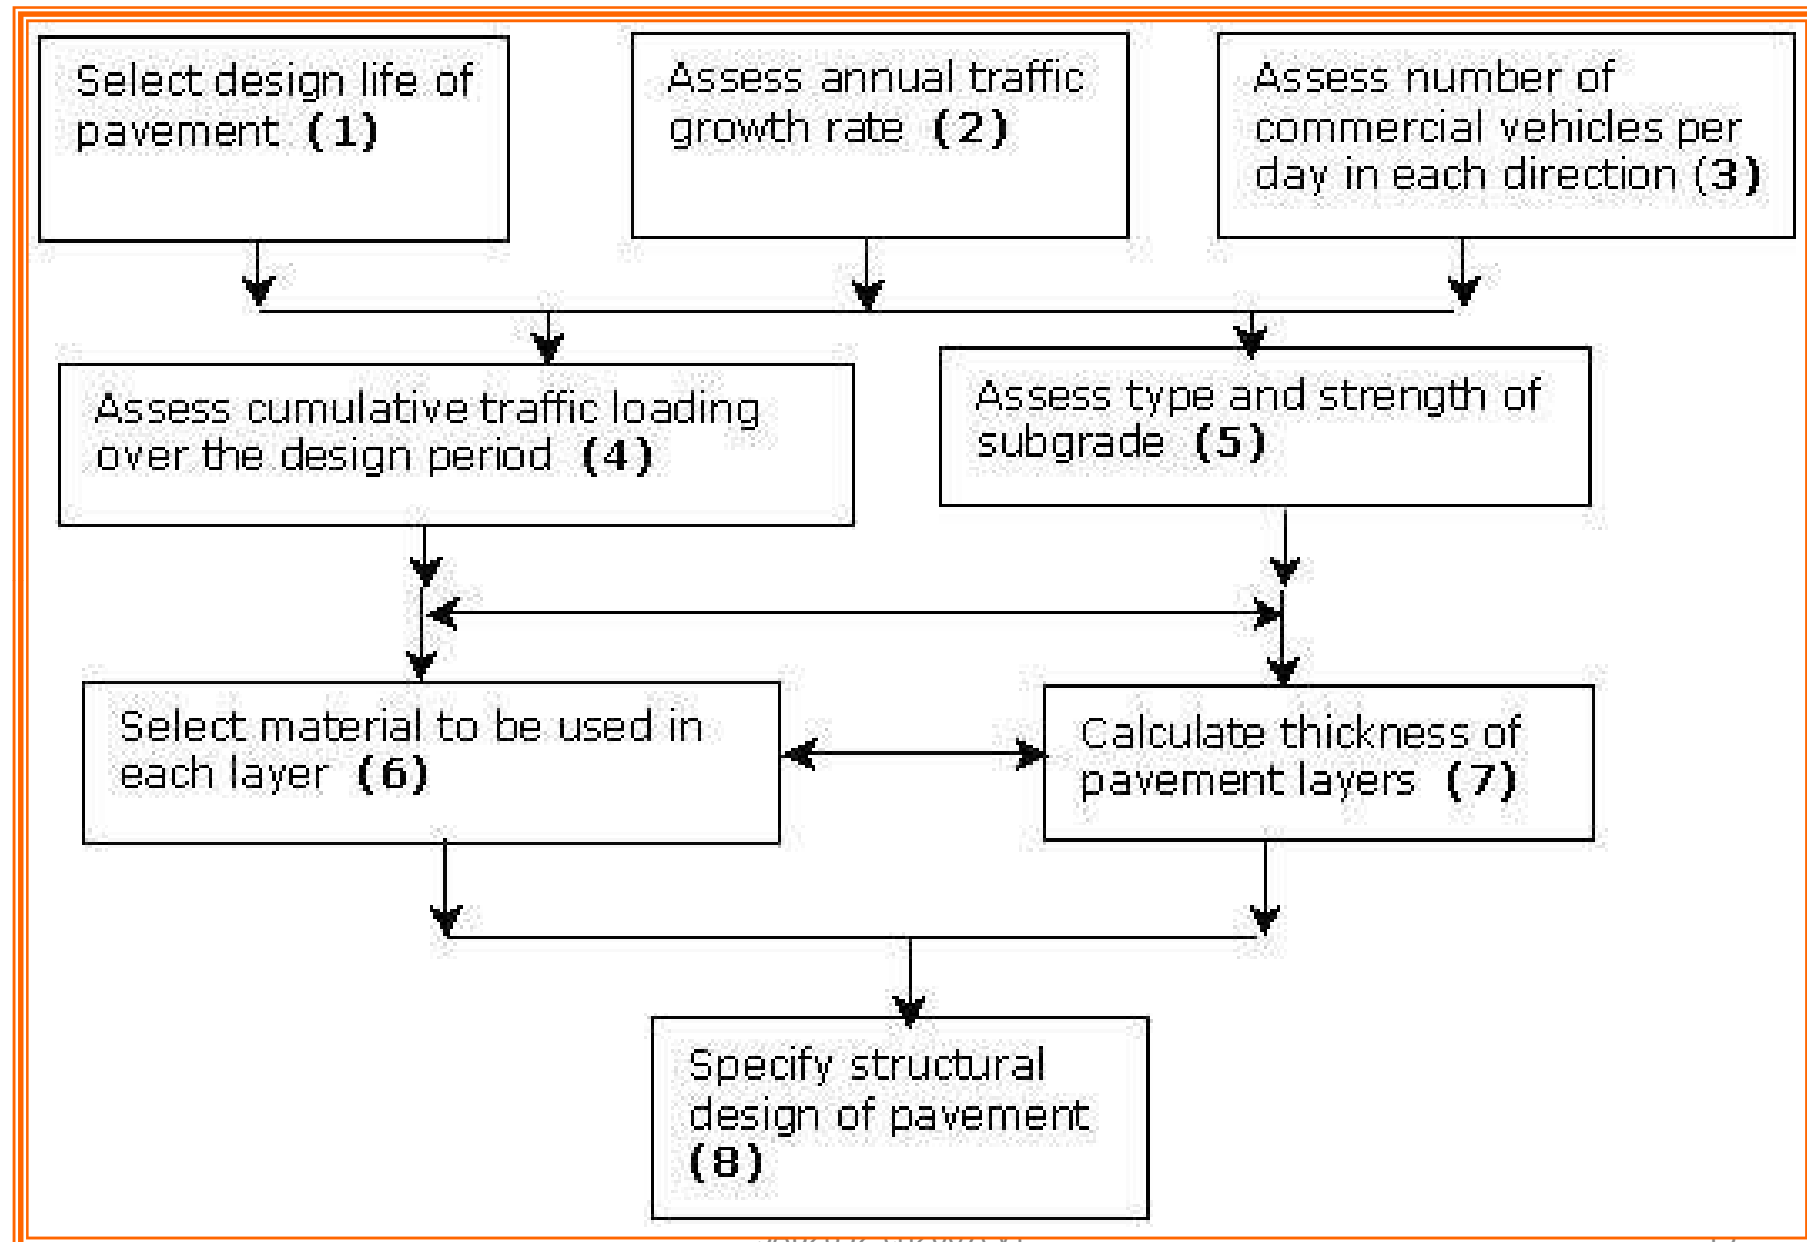 Select design life of
pavement (1)
Assess annual traffic
growth rate (2)
Assess number of
commercial vehicles per
day in each direction (3)
Assess cumulative traffic loading
over the design period (4)
Assess type and strength of
subgrade (5)
Select material to be used in
each layer (6)
Calculate thickness of
pavement layers (7)
Specify structural
design of pavement
(8)